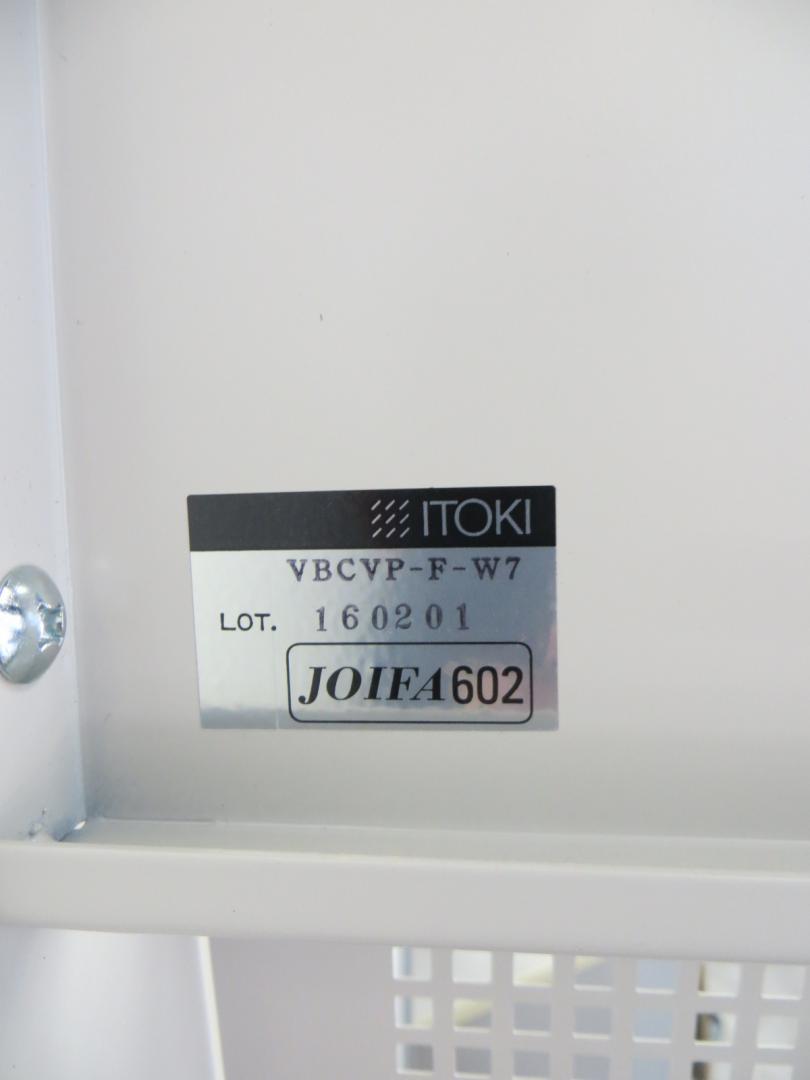 ITOKI
VBCVP-F-W7
LOT. 160201
JOIFA602